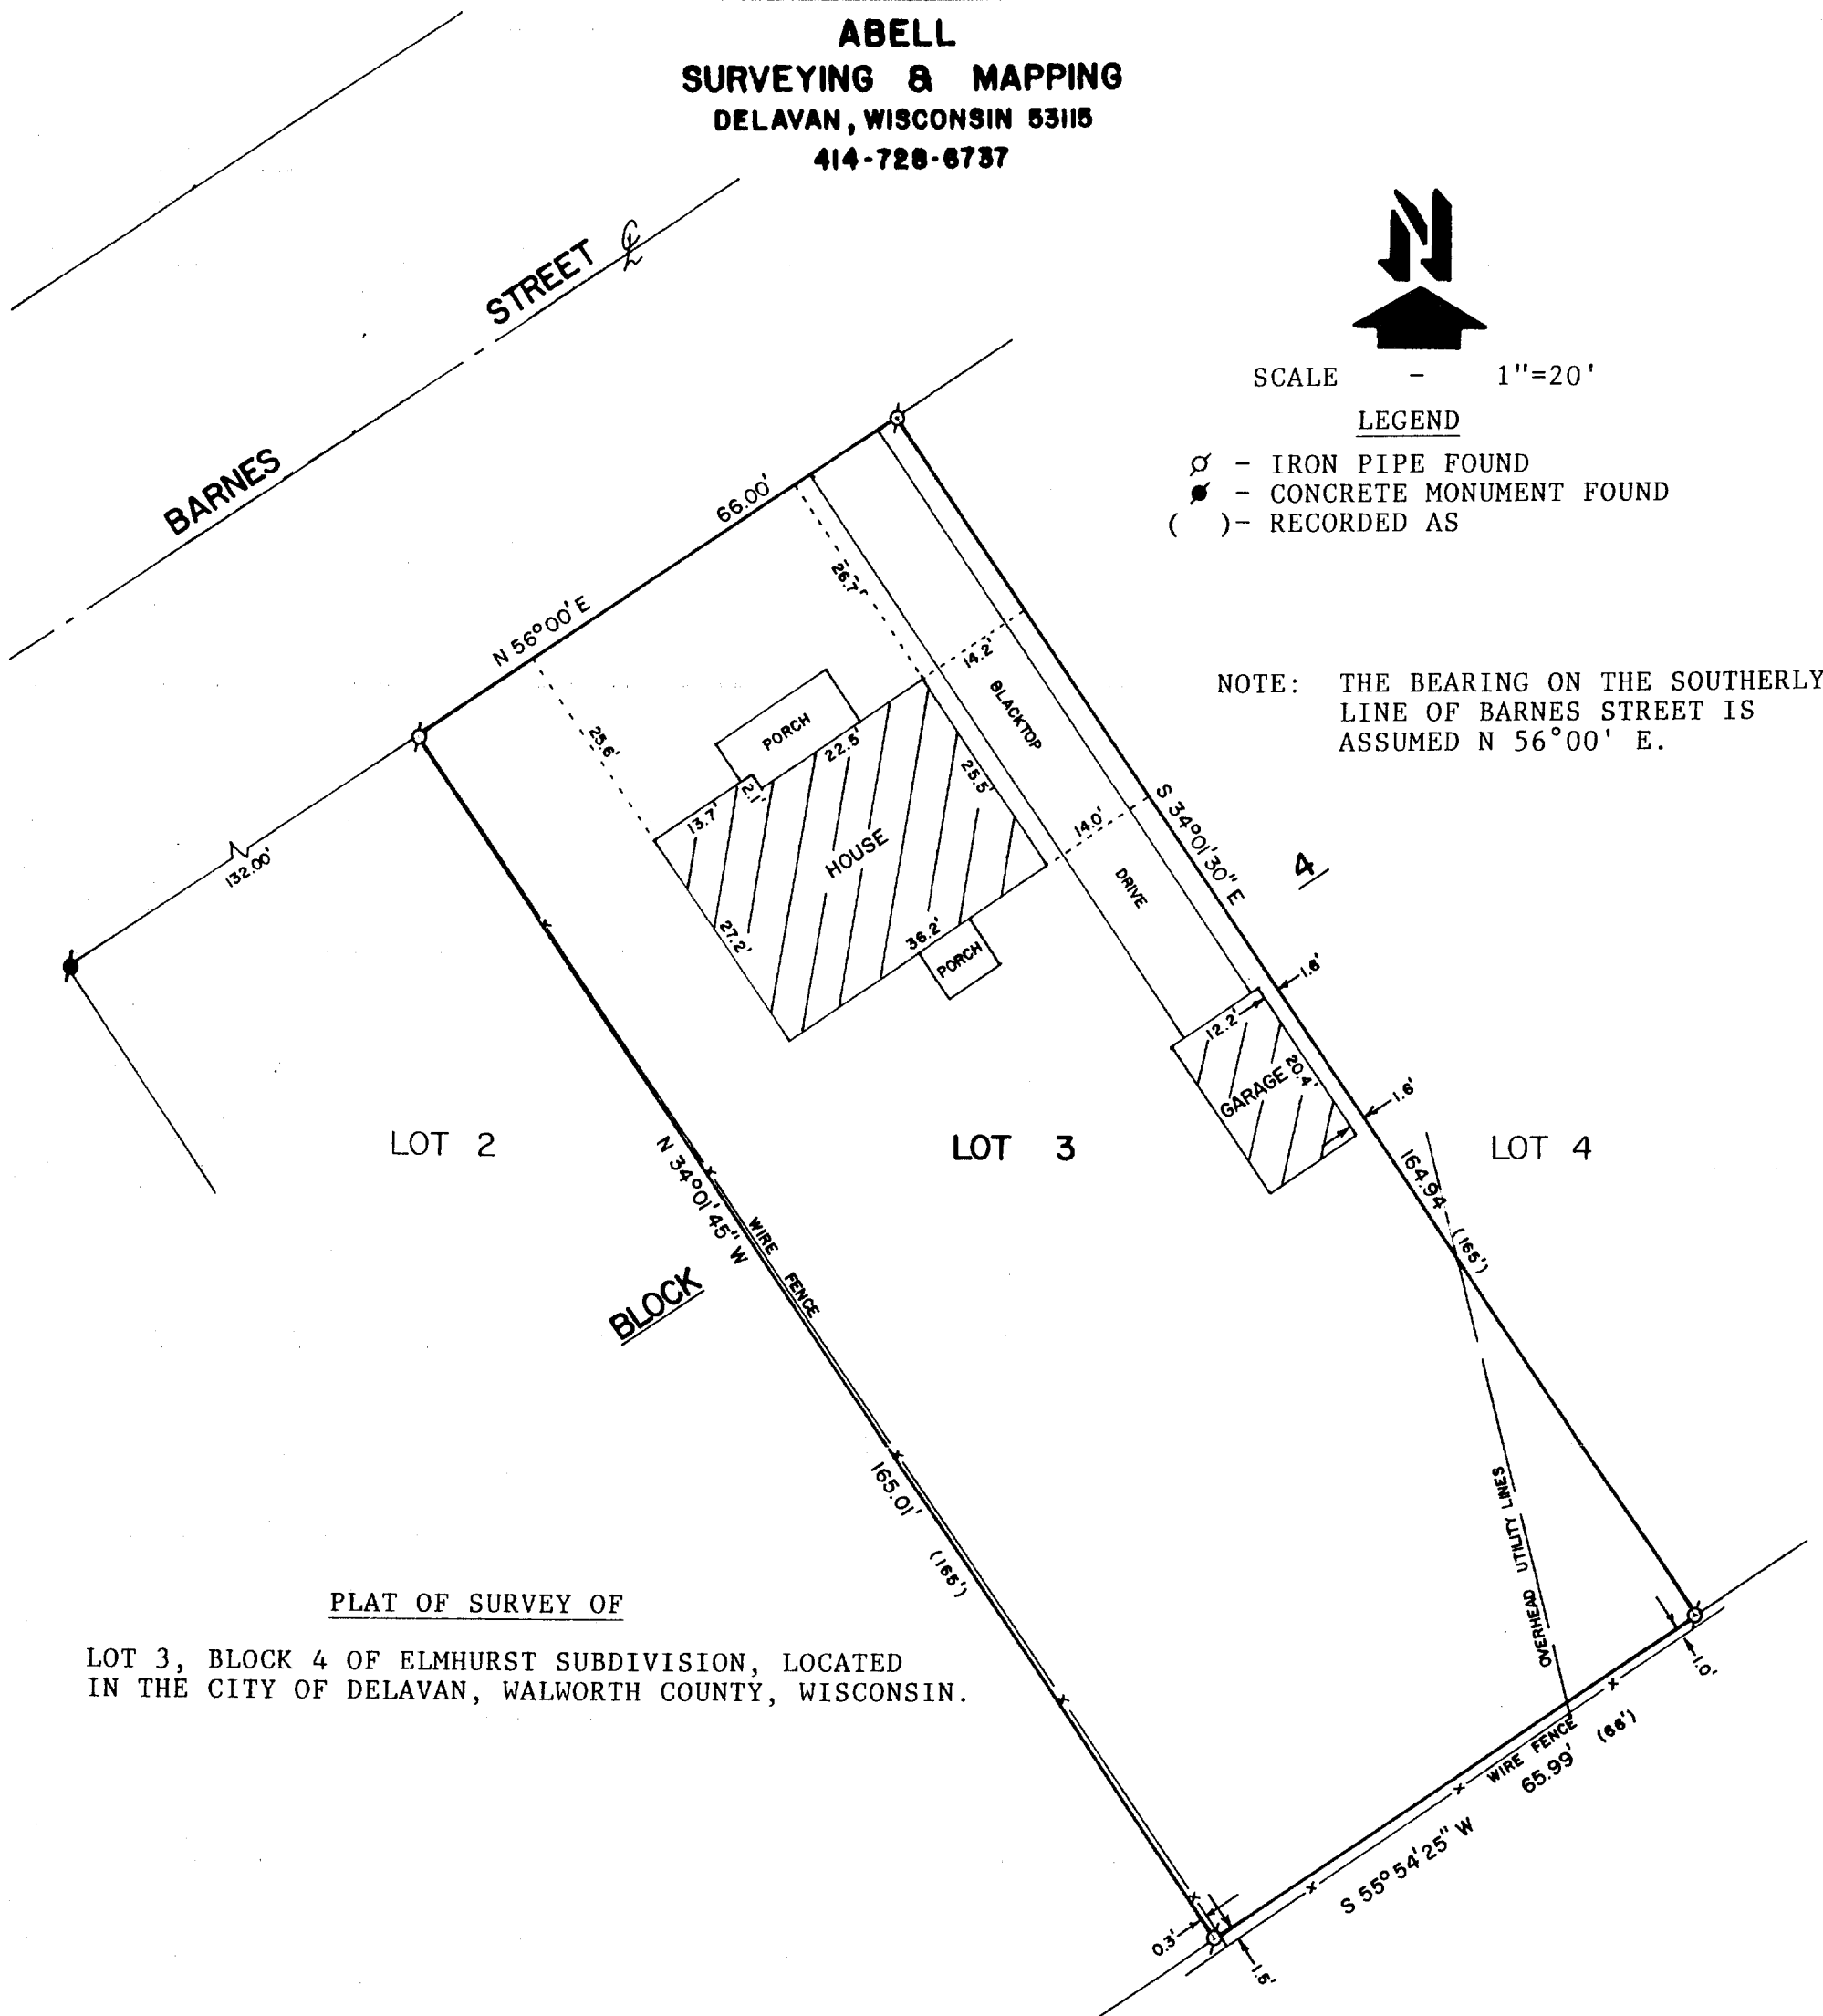 ABELL
SURVEYING & MAPPING
DELAVAN, WISCONSIN 53115
414-728-6737
BARNES STREET
N
SCALE - 1"=20'
LEGEND
- IRON PIPE FOUND
- CONCRETE MONUMENT FOUND
( )- RECORDED AS
NOTE: THE BEARING ON THE SOUTHERLY
LINE OF BARNES STREET IS
ASSUMED N 56°00' E.
N 56°00' E
66.00'
132.00'
25.6'
26.7'
14.2'
14.0'
PORCH
22.5'
2.1'
13.7'
25.5'
HOUSE
27.2'
36.2'
PORCH
BLACKTOP
DRIVE
S 34°01'30" E
4
1.6'
12.2'
20.4'
GARAGE
1.6'
LOT 2
LOT 3
LOT 4
164.94
(165')
N 34°01'45" W
WIRE FENCE
BLOCK
165.01'
(165')
OVERHEAD UTILITY LINES
1.0'
WIRE FENCE
65.99' (66')
S 55°54'25" W
0.3'
1.5'
PLAT OF SURVEY OF
LOT 3, BLOCK 4 OF ELMHURST SUBDIVISION, LOCATED
IN THE CITY OF DELAVAN, WALWORTH COUNTY, WISCONSIN.